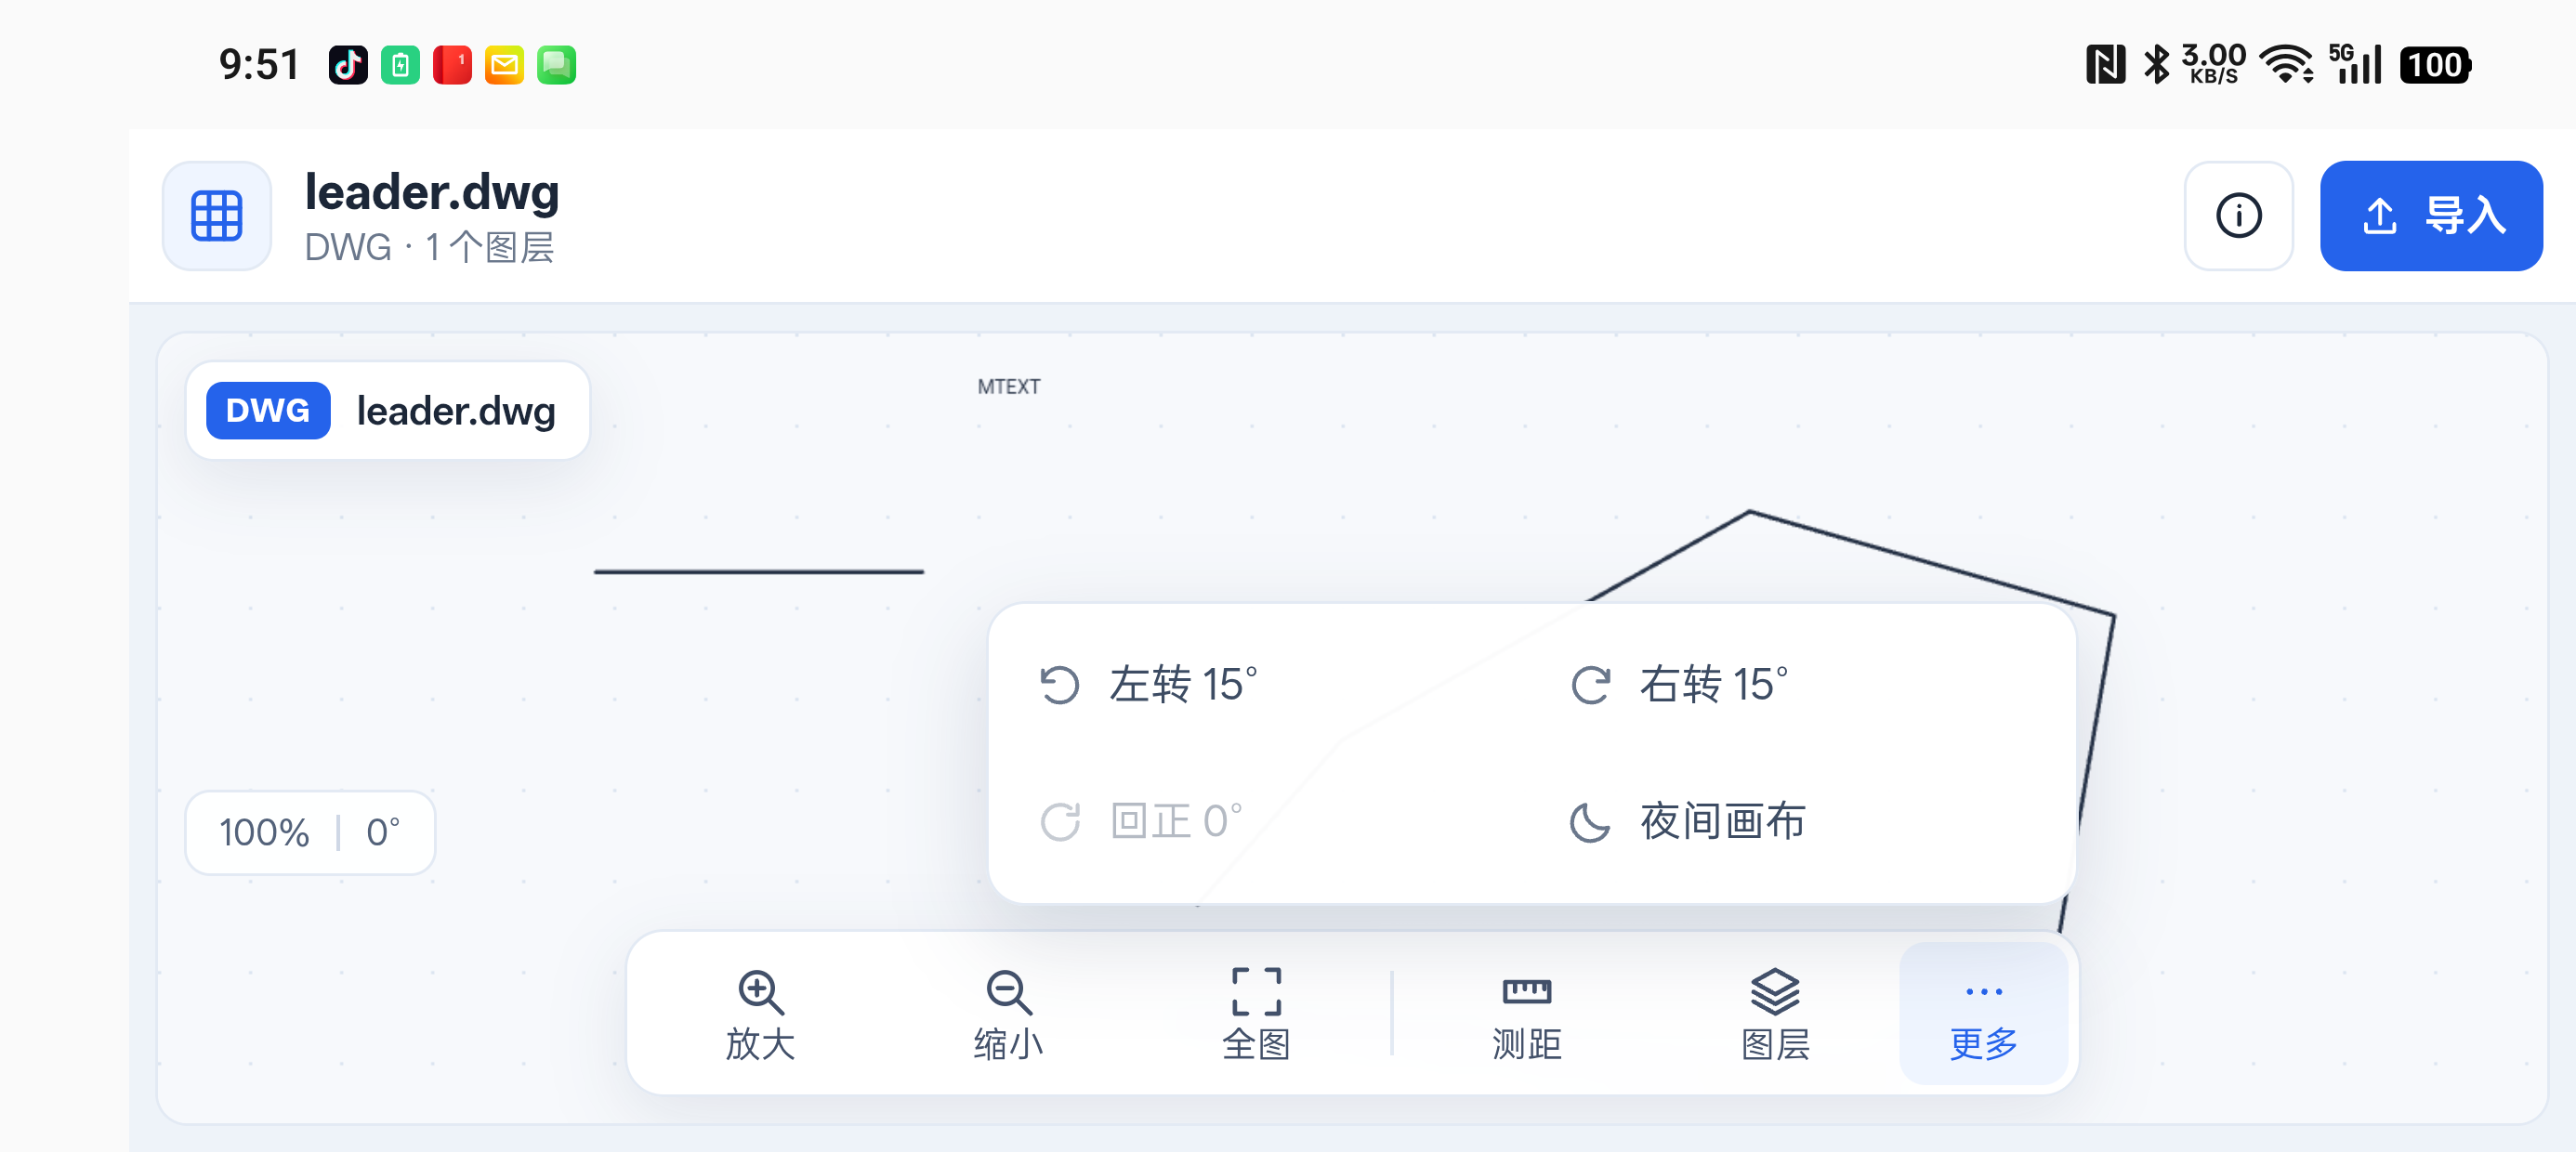 9:51
3.00 KB/S
5G
100
leader.dwg
DWG · 1个图层
导入
DWG leader.dwg
MTEXT
左转 15°
右转 15°
回正 0°
夜间画布
100% | 0°
放大
缩小
全图
测距
图层
更多